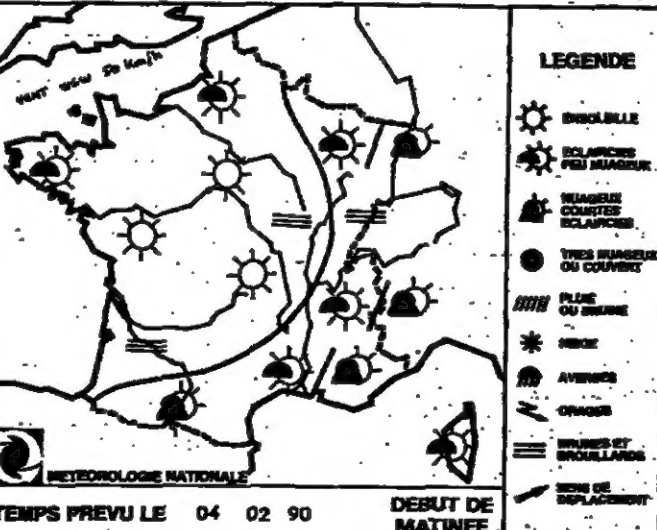 VENT WSW 50 Km/h
METEOROLOGIE NATIONALE
TEMPS PREVU LE 04 02 90 DEBUT DE
MATINEE
LEGENDE
ENSOLEILLE
ECLAIRCIES
PEU NUAGEUX
NUAGEUX
COURTES
ECLAIRCIES
TRES NUAGEUX
OU COUVERT
PLUIE
OU BRUINE
NEIGE
AVERSES
ORAGES
BRUMES ET
BROUILLARDS
SENS DE
DEPLACEMENT